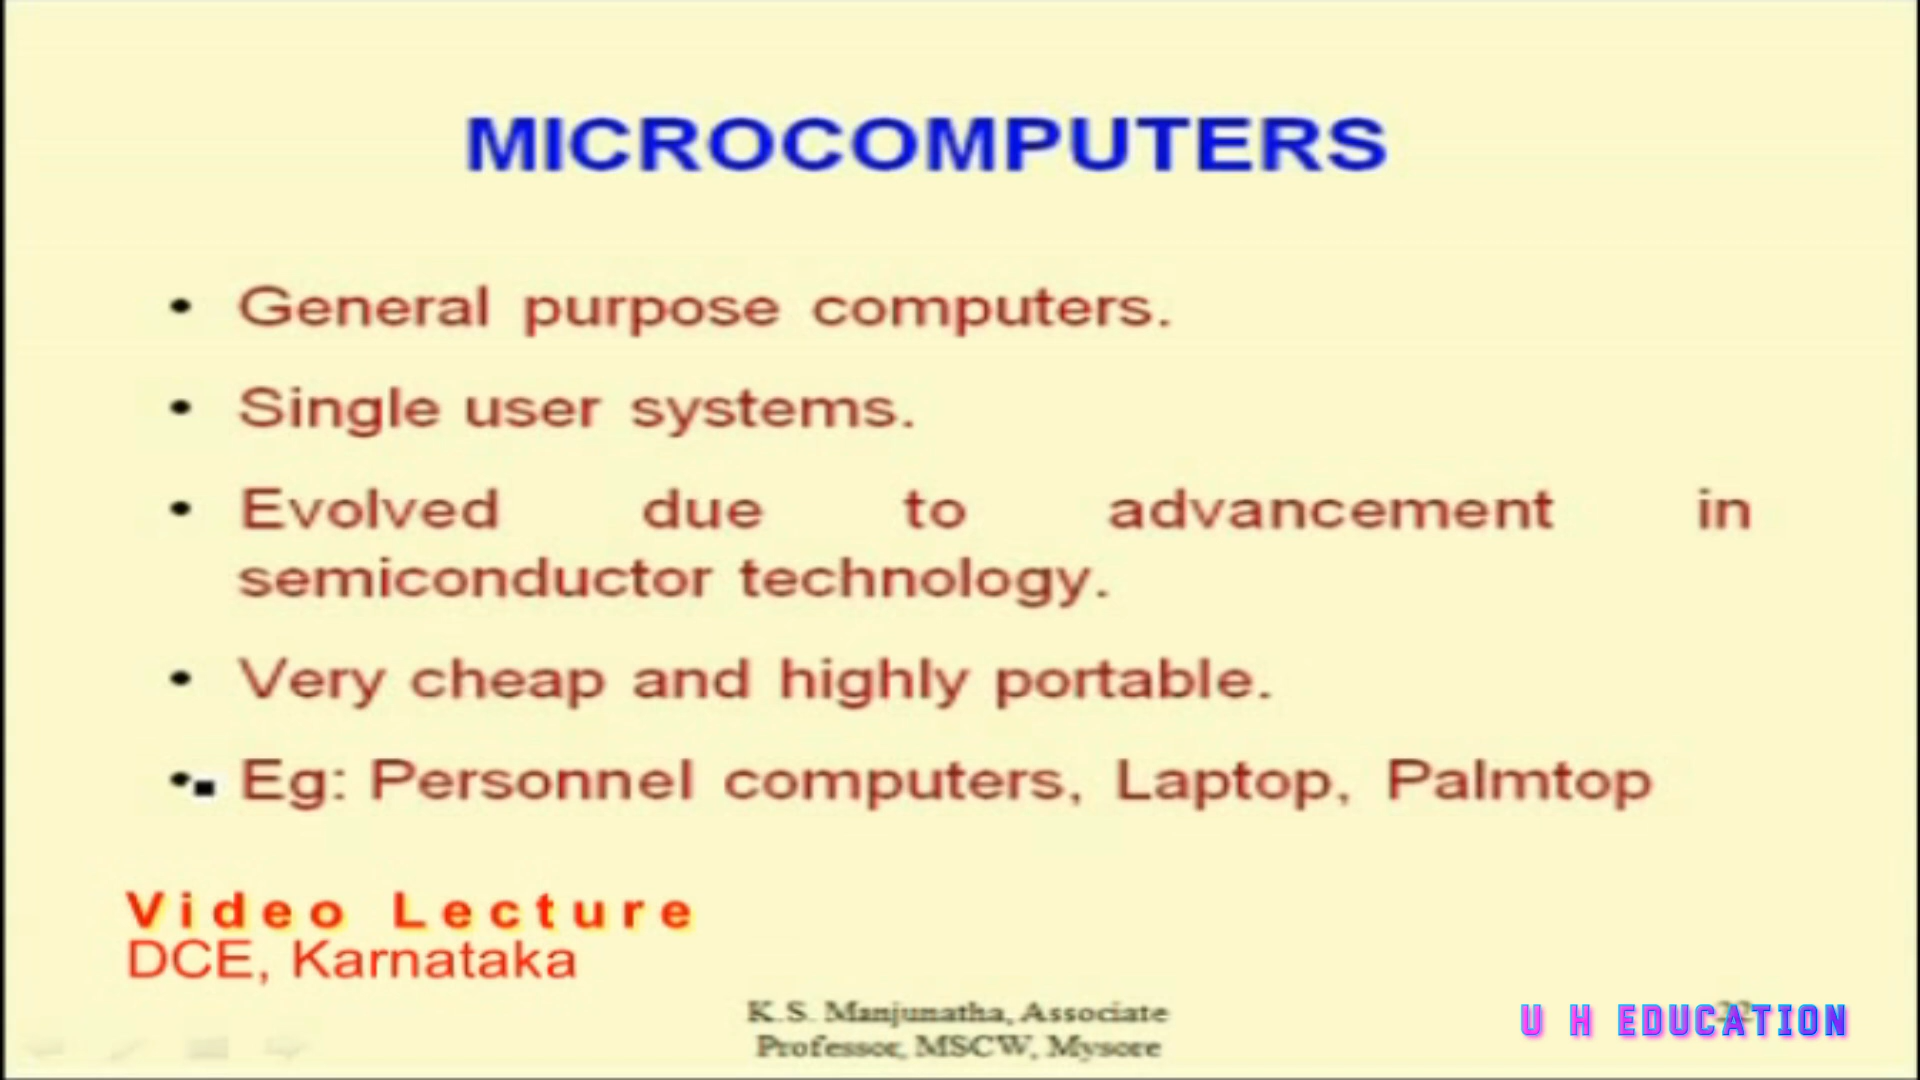 MICROCOMPUTERS
• General purpose computers.
• Single user systems.
• Evolved due to advancement in
semiconductor technology.
• Very cheap and highly portable.
• Eg: Personnel computers, Laptop, Palmtop
Video Lecture
DCE, Karnataka
K.S. Manjunatha, Associate
Professor, MSCW, Mysore
U H EDUCATION